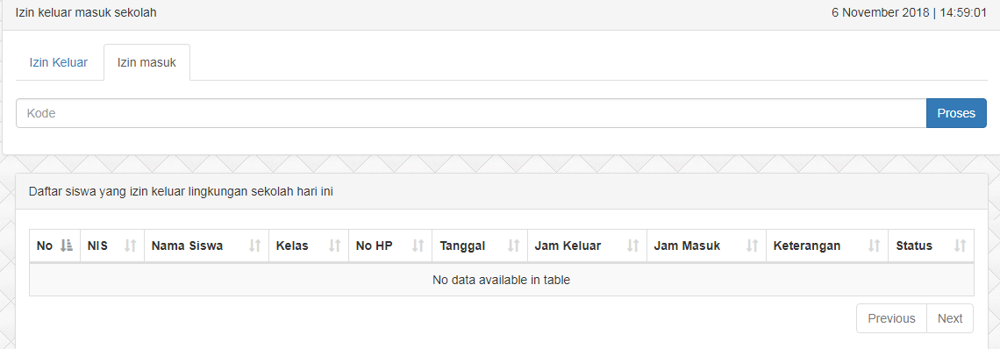 Izin keluar masuk sekolah 6 November 2018 | 14:59:01
Izin Keluar Izin masuk
Kode Proses
Daftar siswa yang izin keluar lingkungan sekolah hari ini
No NIS Nama Siswa Kelas No HP Tanggal Jam Keluar Jam Masuk Keterangan Status
No data available in table
Previous Next